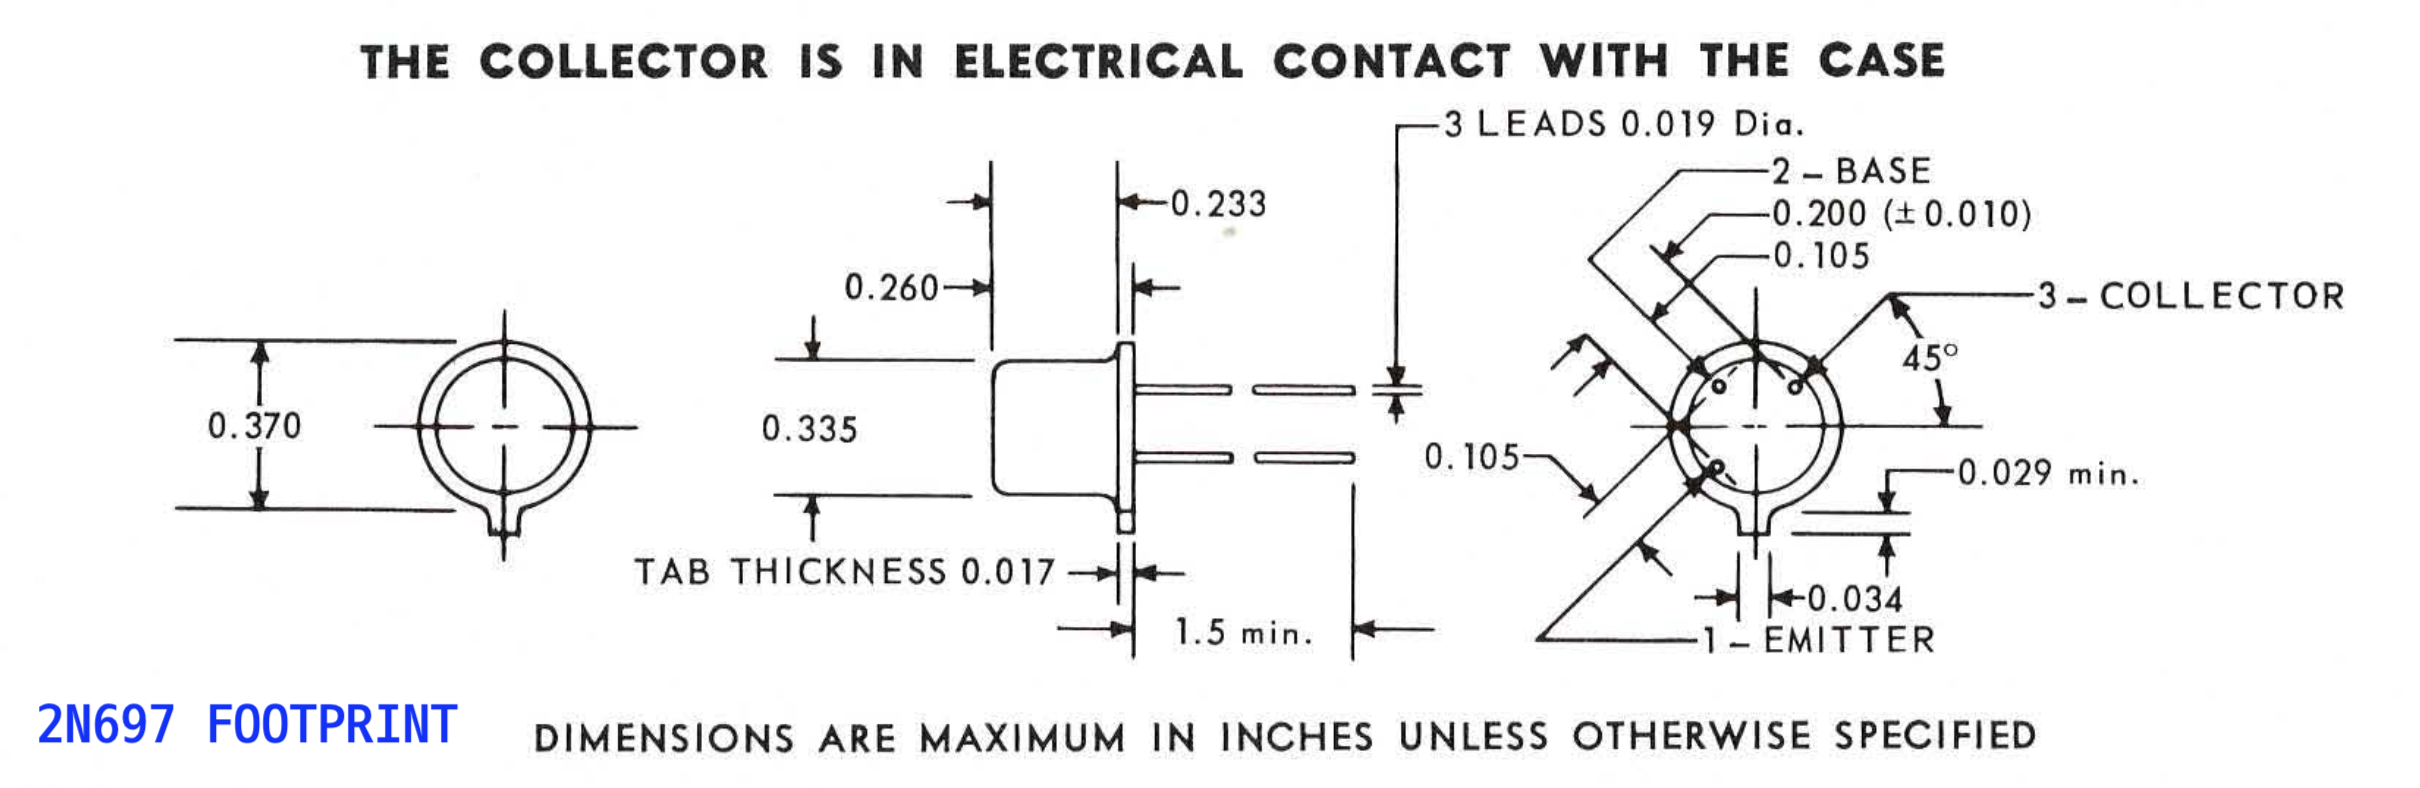 THE COLLECTOR IS IN ELECTRICAL CONTACT WITH THE CASE
3 LEADS 0.019 Dia.
2 – BASE
0.200 (± 0.010)
0.105
0.233
0.260
3 – COLLECTOR
45°
0.370
0.335
0.105
0.029 min.
TAB THICKNESS 0.017
0.034
1.5 min.
1 – EMITTER
2N697 FOOTPRINT
DIMENSIONS ARE MAXIMUM IN INCHES UNLESS OTHERWISE SPECIFIED